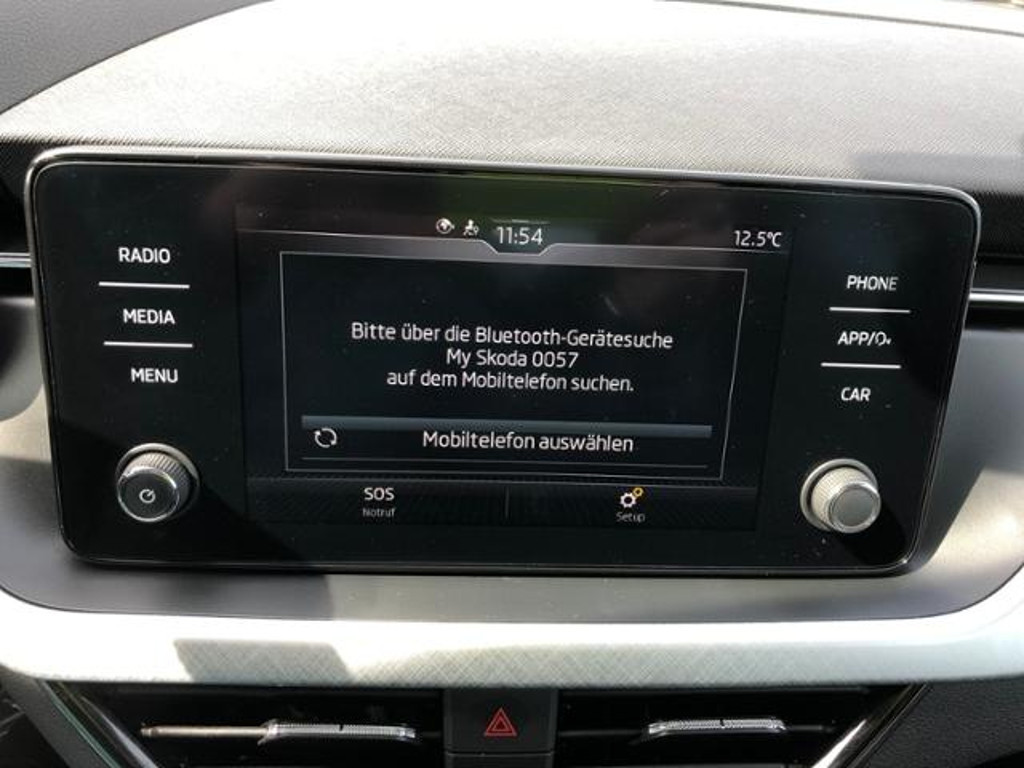 11:54
12.5°C
RADIO
MEDIA
MENU
Bitte über die Bluetooth-Gerätesuche
My Skoda 0057
auf dem Mobiltelefon suchen.
Mobiltelefon auswählen
SOS
Notruf
Setup
PHONE
APP/
CAR